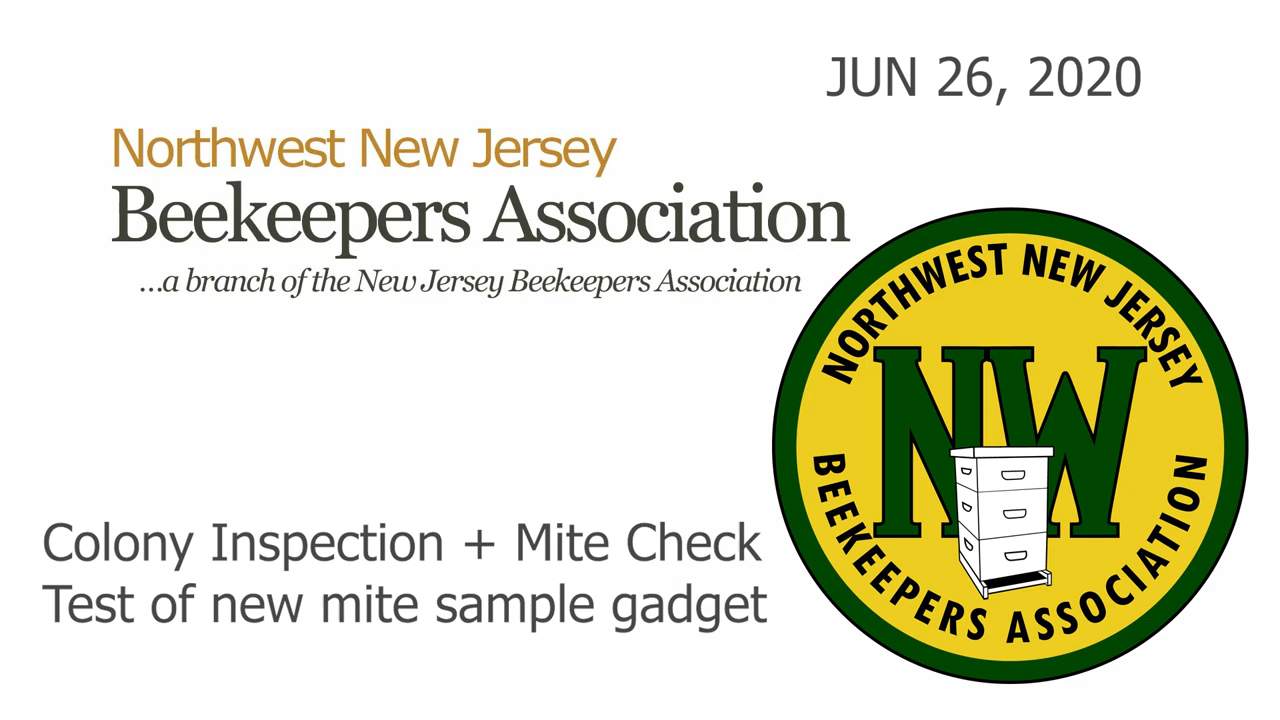 JUN 26, 2020
Northwest New Jersey
Beekeepers Association
...a branch of the New Jersey Beekeepers Association
NORTHWEST NEW JERSEY
NW
BEEKEEPERS ASSOCIATION
Colony Inspection + Mite Check
Test of new mite sample gadget